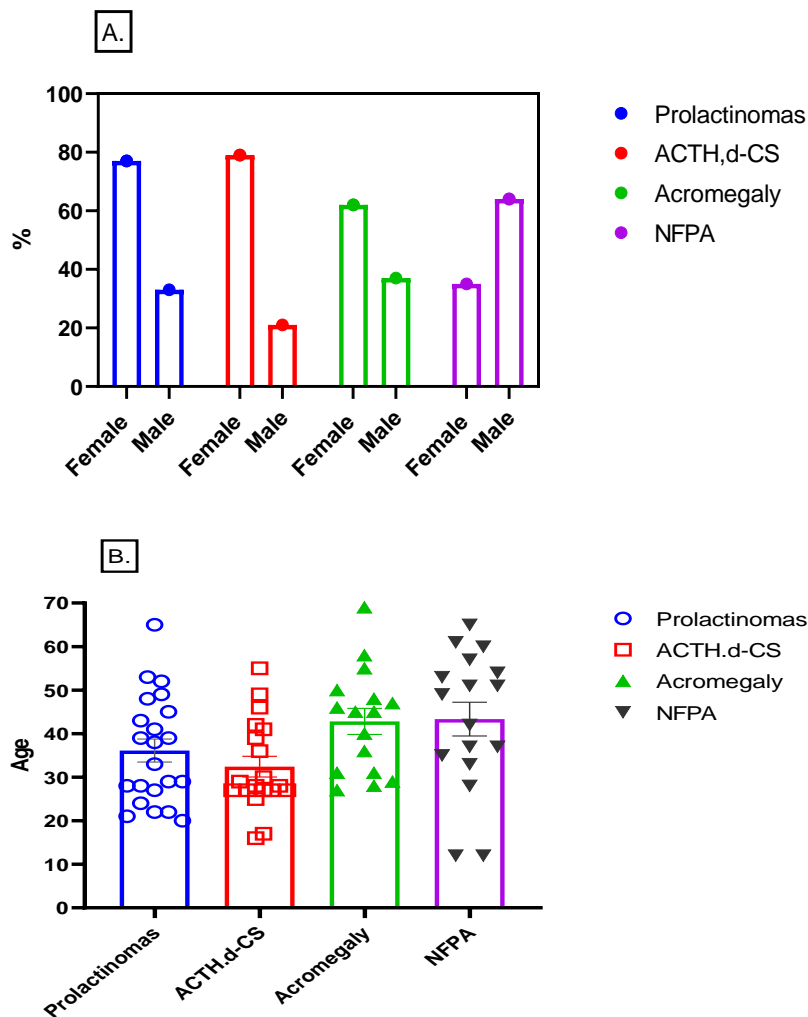 A.
100
80
60
40
20
0
%
Female
Male
Female
Male
Female
Male
Female
Male
Prolactinomas
ACTH,d-CS
Acromegaly
NFPA
B.
70
60
50
40
30
20
10
0
Age
Prolactinomas
ACTH.d-CS
Acromegaly
NFPA
Prolactinomas
ACTH.d-CS
Acromegaly
NFPA